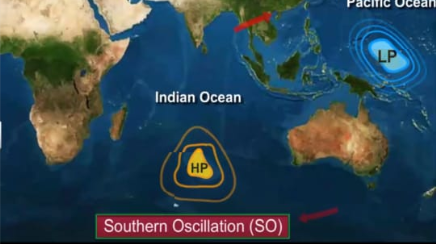 Pacific Ocean
LP
Indian Ocean
HP
Southern Oscillation (SO)